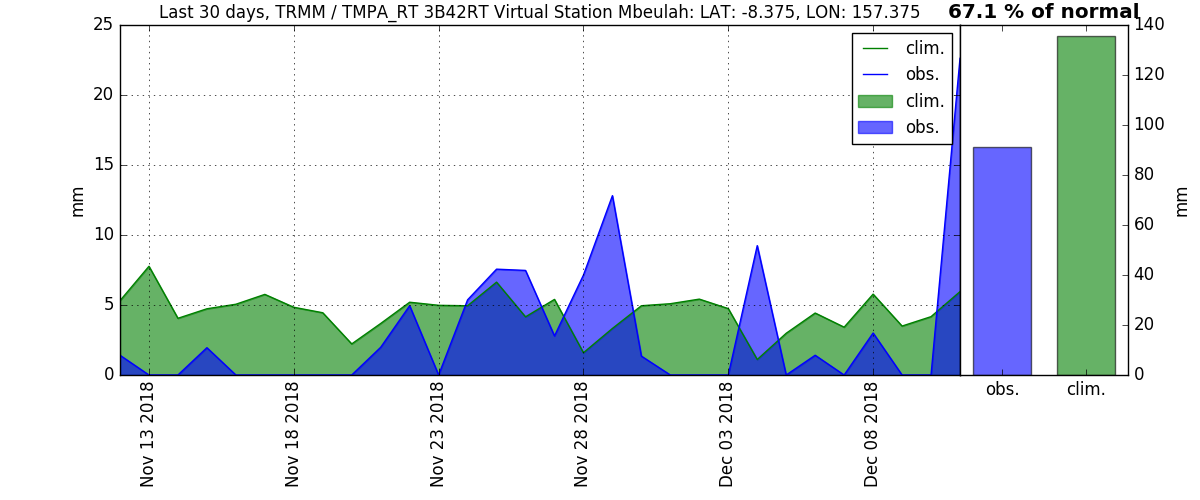 Last 30 days, TRMM / TMPA_RT 3B42RT Virtual Station Mbeulah: LAT: -8.375, LON: 157.375
67.1 % of normal
clim.
obs.
clim.
obs.
mm
25
20
15
10
5
0
Nov 13 2018
Nov 18 2018
Nov 23 2018
Nov 28 2018
Dec 03 2018
Dec 08 2018
obs.
clim.
140
120
100
80
60
40
20
0
mm